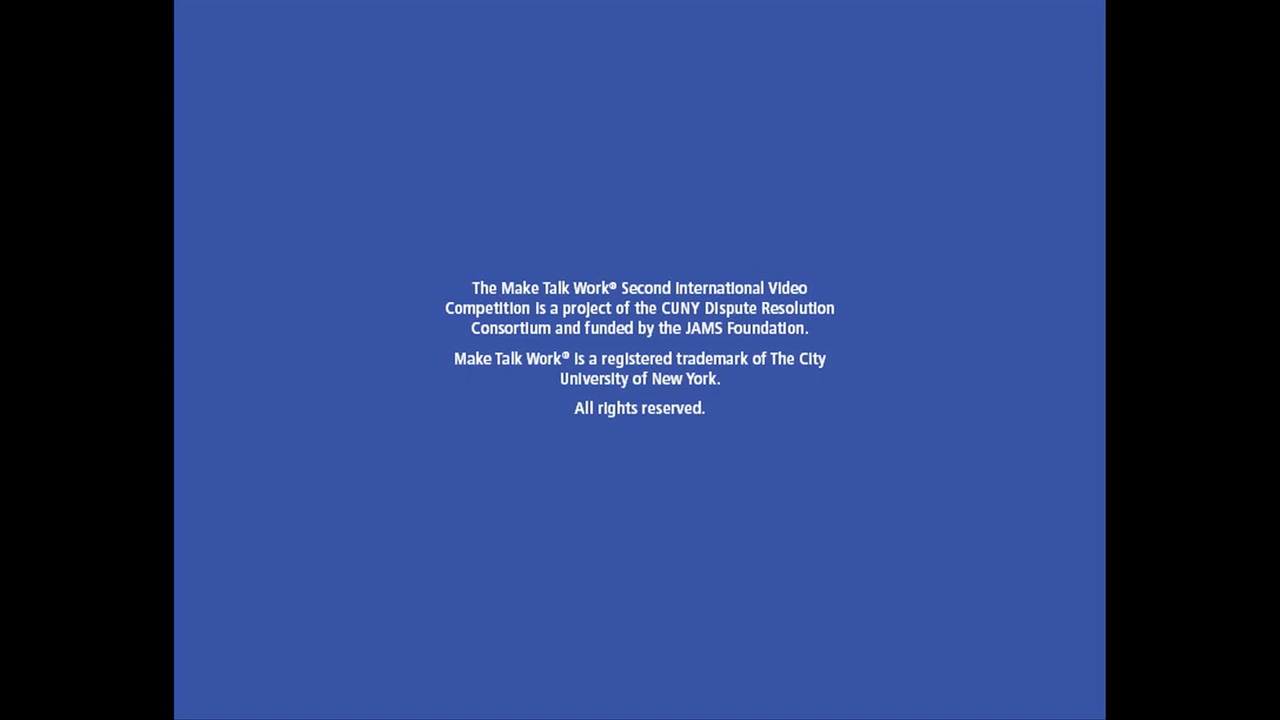 The Make Talk Work® Second International Video
Competition is a project of the CUNY Dispute Resolution
Consortium and funded by the JAMS Foundation.
Make Talk Work® is a registered trademark of The City
University of New York.
All rights reserved.